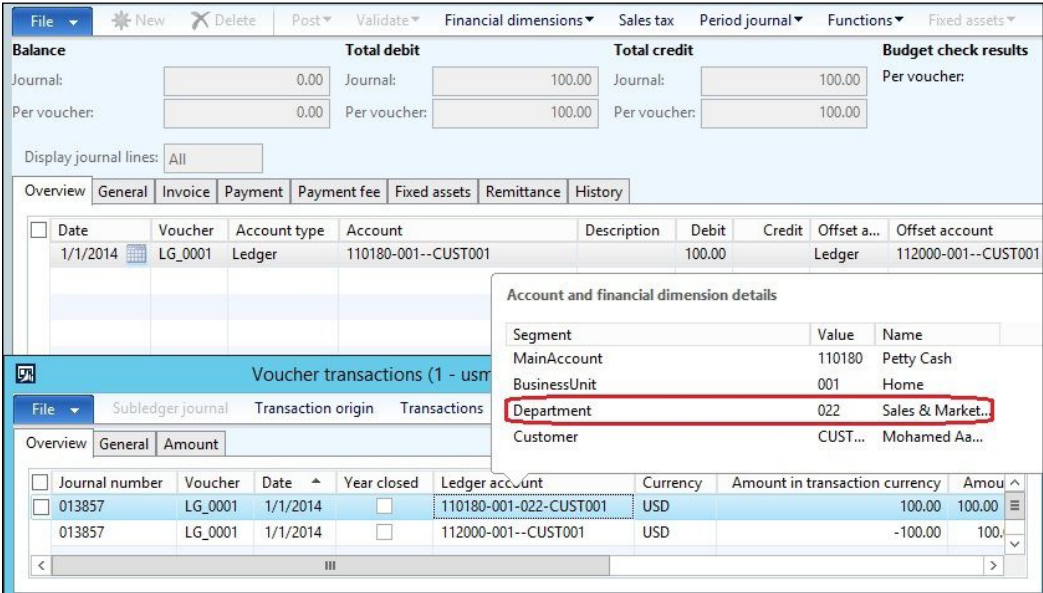 File New Delete Post Validate Financial dimensions Sales tax Period journal Functions Fixed assets
Balance Total debit Total credit Budget check results
Journal: 0.00 Journal: 100.00 Journal: 100.00 Per voucher:
Per voucher: 0.00 Per voucher: 100.00 Per voucher: 100.00
Display journal lines: All
Overview General Invoice Payment Payment fee Fixed assets Remittance History
Date Voucher Account type Account Description Debit Credit Offset a... Offset account
1/1/2014 LG_0001 Ledger 110180-001--CUST001 100.00 Ledger 112000-001--CUST001
Account and financial dimension details
Segment Value Name
MainAccount 110180 Petty Cash
BusinessUnit 001 Home
Department 022 Sales & Market...
Customer CUST... Mohamed Aa...
Voucher transactions (1 - usm
File Subledger journal Transaction origin Transactions
Overview General Amount
Journal number Voucher Date Year closed Ledger account Currency Amount in transaction currency Amou
013857 LG_0001 1/1/2014 110180-001-022-CUST001 USD 100.00 100.00
013857 LG_0001 1/1/2014 112000-001--CUST001 USD -100.00 100.